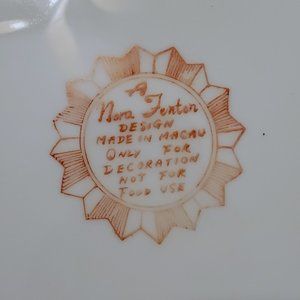 A
Nora Fenton
DESIGN
MADE IN MACAU
ONLY FOR
DECORATION
NOT FOR
FOOD USE